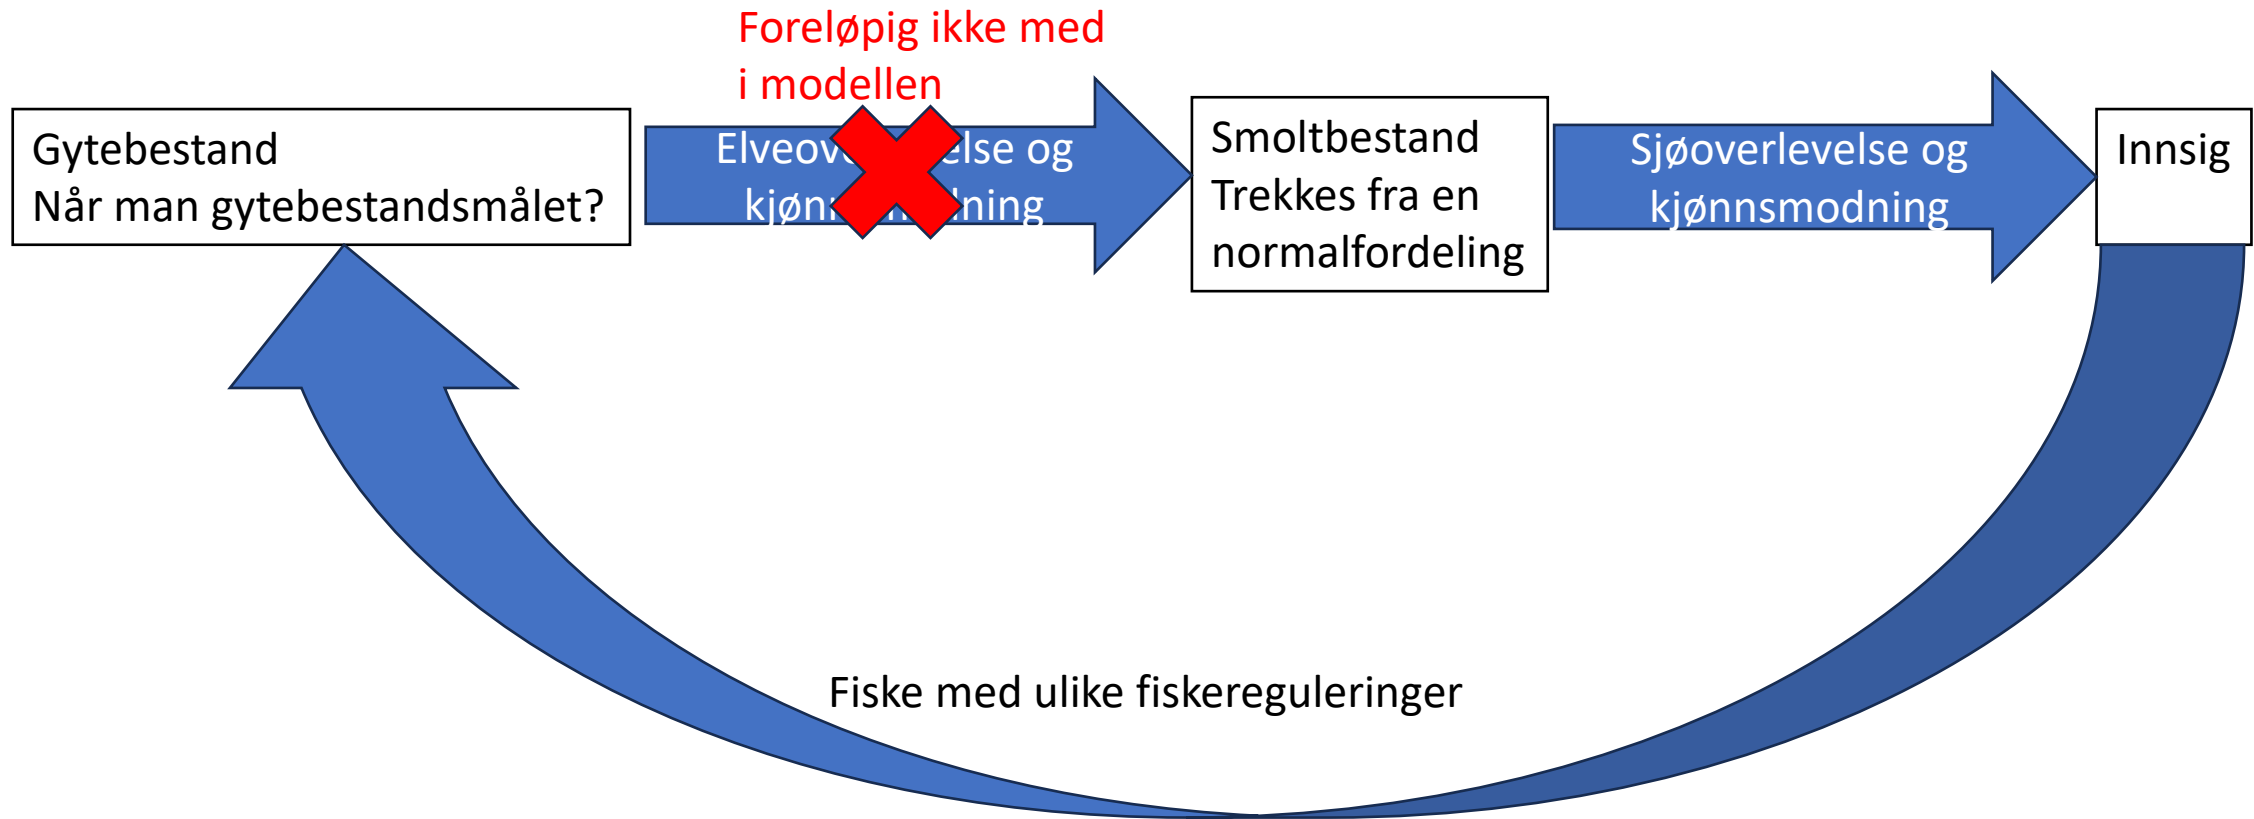 Foreløpig ikke med
i modellen
Gytebestand
Når man gytebestandsmålet?
og
Smoltbestand
Trekkes fra en
normalfordeling
Sjøoverlevelse og
kjønnsmodning
Innsig
Fiske med ulike fiskereguleringer